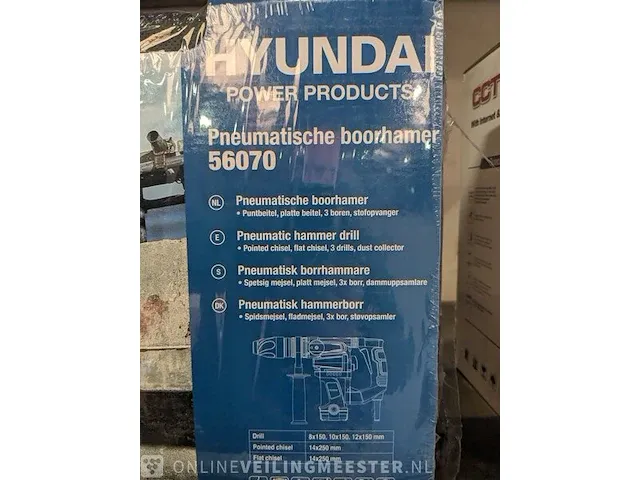 HYUNDAI
POWER PRODUCTS
Pneumatische boorhamer
56070
NL Pneumatische boorhamer
• Puntbeitel, platte beitel, 3 boren, stofopvanger
E Pneumatic hammer drill
• Pointed chisel, flat chisel, 3 drills, dust collector
S Pneumatisk borrhammare
• Spetsig mejsel, platt mejsel, 3x borr, dammuppsamlare
DK Pneumatisk hammerborr
• Spidsmejsel, fladmejsel, 3x bor, støvopsamler
Drill 8x150, 10x150, 12x150 mm
Pointed chisel 14x250 mm
Flat chisel 14x250 mm
CCT
With Internet &
ONLINEVEILINGMEESTER.NL